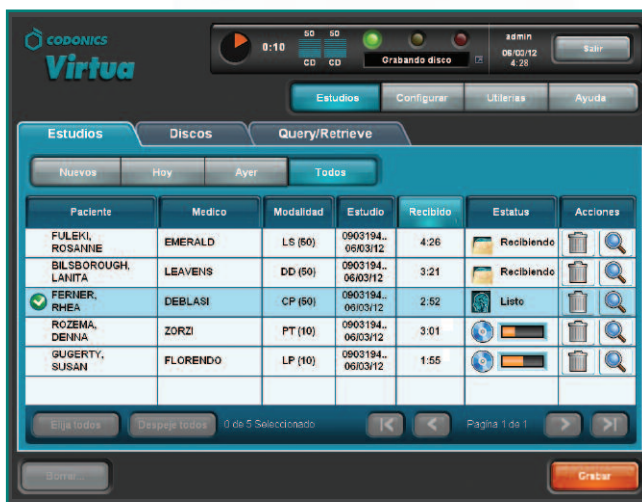 CODONICS
Virtua
0:10
50 50
CD CD
Grabando disco
admin
06/03/12
4:28
Salir
Estudios Configurar Utilerias Ayuda
Estudios Discos Query/Retrieve
Nuevos Hoy Ayer Todos
Paciente Medico Modalidad Estudio Recibido Estatus Acciones
FULEKI, ROSANNE EMERALD LS (50) 0903194.. 06/03/12 4:26 Recibiendo
BILSBOROUGH, LANITA LEAVENS DD (50) 0903194.. 06/03/12 3:21 Recibiendo
FERNER, RHEA DEBLASI CP (50) 0903194.. 06/03/12 2:52 Listo
ROZEMA, DENNA ZORZI PT (10) 0903194.. 06/03/12 3:01
GUGERTY, SUSAN FLORENDO LP (10) 0903194.. 06/03/12 1:55
Elija todos Despeje todos 0 de 5 Seleccionado Pagina 1 de 1
Borrar... Grabar